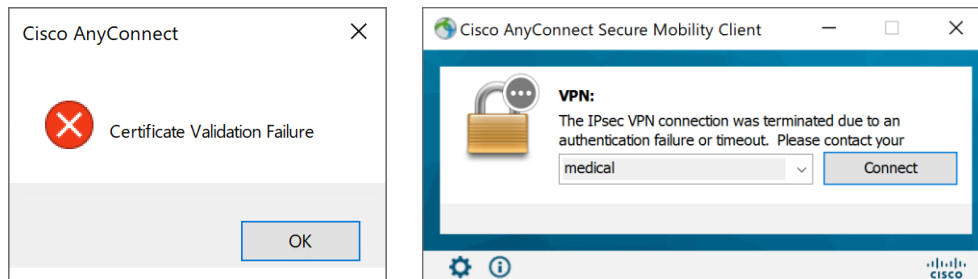 Cisco AnyConnect
Certificate Validation Failure
OK
Cisco AnyConnect Secure Mobility Client
VPN:
The IPsec VPN connection was terminated due to an
authentication failure or timeout.  Please contact your
medical
Connect
cisco